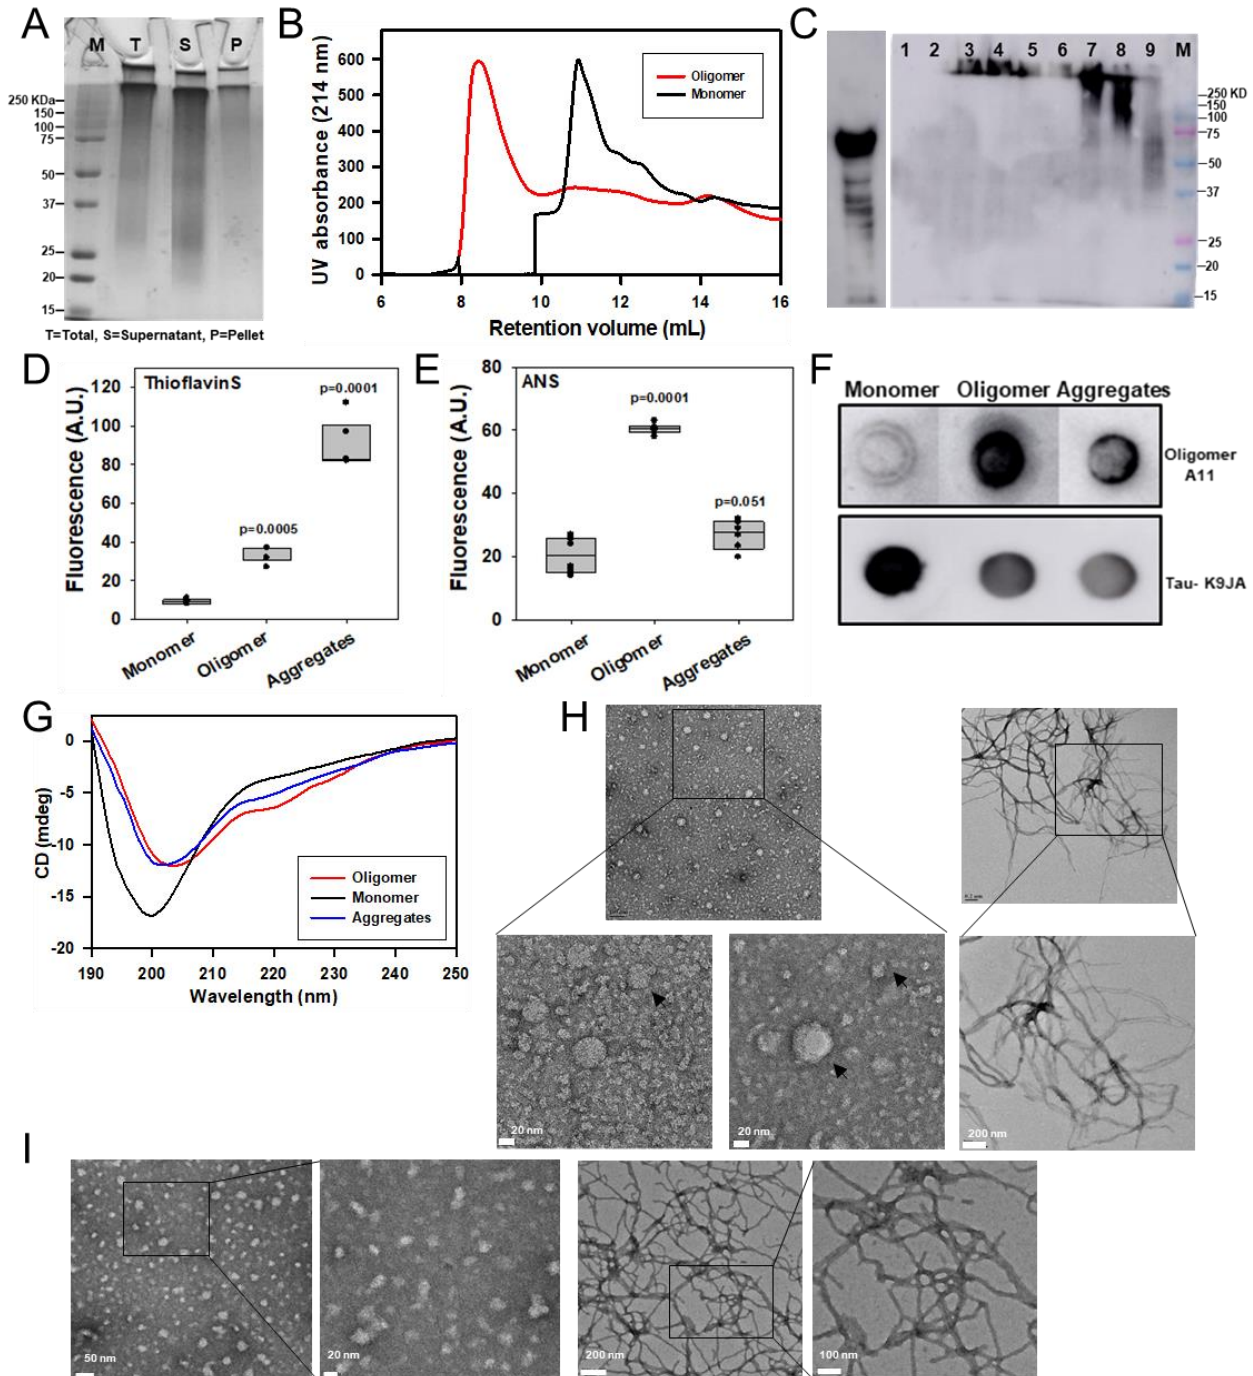 A
M T S P
250 KDa
150
100
75
50
37
25
20
15
T=Total, S=Supernatant, P=Pellet
B
UV absorbance (214 nm)
600
500
400
300
200
100
0
6 8 10 12 14 16
Retention volume (mL)
Oligomer
Monomer
C
1 2 3 4 5 6 7 8 9 M
250 KD
150
100
75
50
37
25
20
15
D
ThioflavinS
Fluorescence (A.U.)
120
100
80
60
40
20
0
p=0.0005
p=0.0001
Monomer
Oligomer
Aggregates
E
ANS
Fluorescence (A.U.)
80
60
40
20
0
p=0.0001
p=0.051
Monomer
Oligomer
Aggregates
F
Monomer Oligomer Aggregates
Oligomer
A11
Tau- K9JA
G
CD (mdeg)
0
-5
-10
-15
-20
190 200 210 220 230 240 250
Wavelength (nm)
Oligomer
Monomer
Aggregates
H
20 nm
20 nm
200 nm
I
50 nm
20 nm
200 nm
100 nm